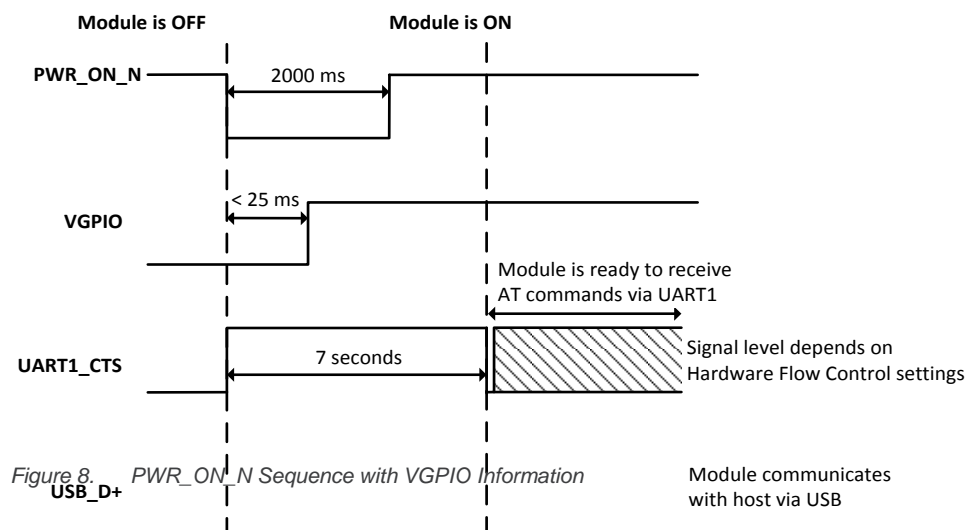 Module is OFF
Module is ON
PWR_ON_N
2000 ms
< 25 ms
VGPIO
Module is ready to receive
AT commands via UART1
UART1_CTS
7 seconds
Signal level depends on
Hardware Flow Control settings
Figure 8. PWR_ON_N Sequence with VGPIO Information
USB_D+
Module communicates
with host via USB